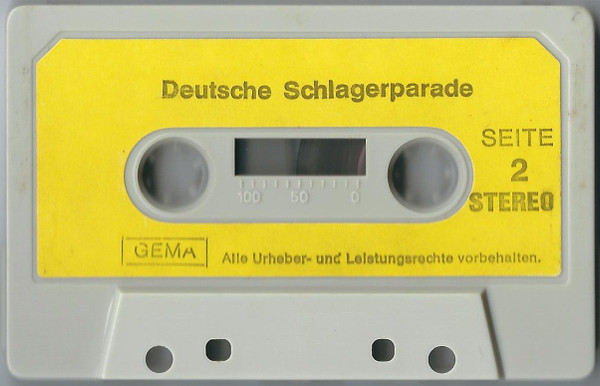 Deutsche Schlagerparade
SEITE
2
STEREO
100 50 0
GEMA
Alle Urheber- und Leistungsrechte vorbehalten.